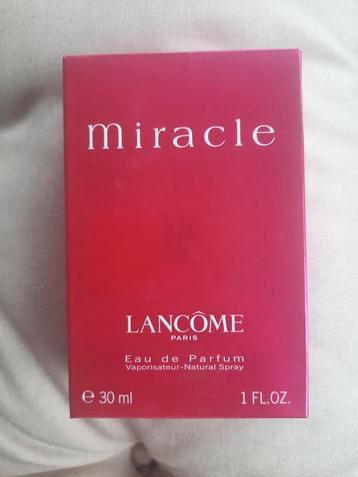 miracle
LANCÔME
PARIS
Eau de Parfum
Vaporisateur-Natural Spray
℮ 30 ml 1 FL.OZ.